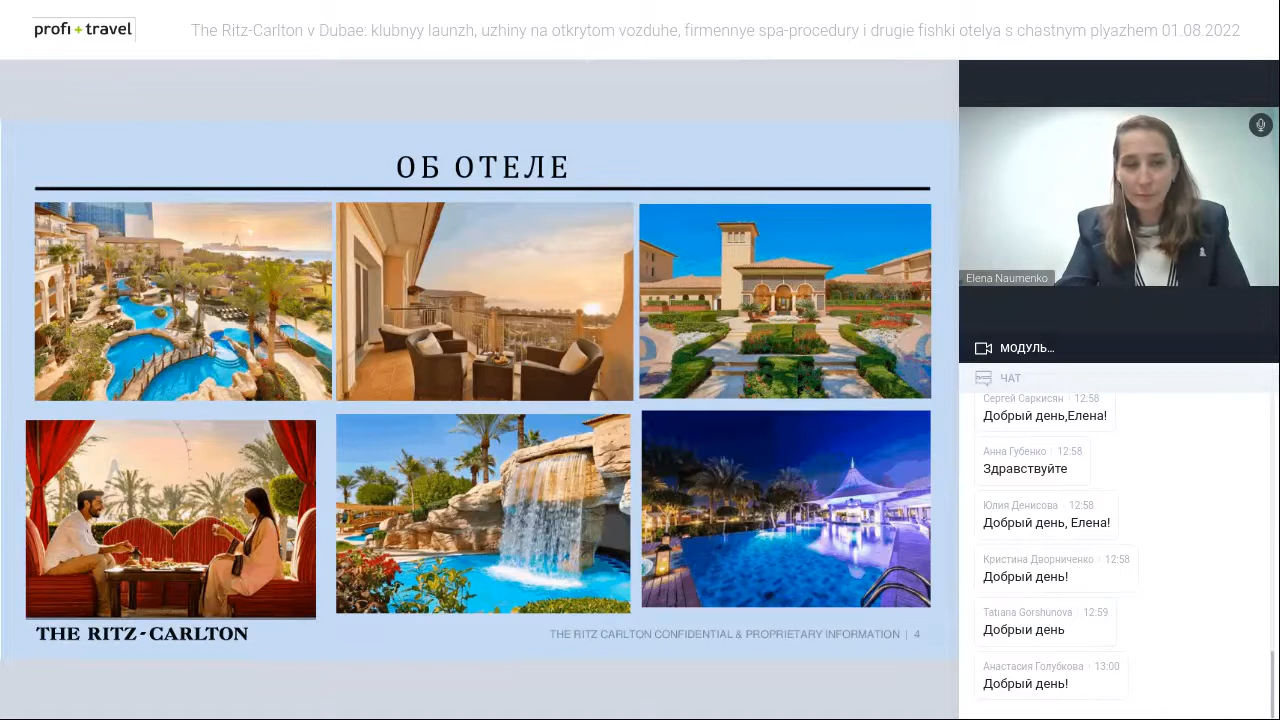 profi + travel
The Ritz-Carlton v Dubae: klubnyy launzh, uzhiny na otkrytom vozduhe, firmennye spa-procedury i drugie fishki otelya s chastnym plyazhem 01.08.2022
ОБ ОТЕЛЕ
THE RITZ-CARLTON
THE RITZ CARLTON CONFIDENTIAL & PROPRIETARY INFORMATION | 4
Elena Naumenko
МОДУЛЬ...
ЧАТ
Сергей Саркисян 12:58
Добрый день,Елена!
Анна Губенко 12:58
Здравствуйте
Юлия Денисова 12:58
Добрый день, Елена!
Кристина Дворниченко 12:58
Добрый день!
Tatiana Gorshunova 12:59
Добрыи день
Анастасия Голубкова 13:00
Добрый день!